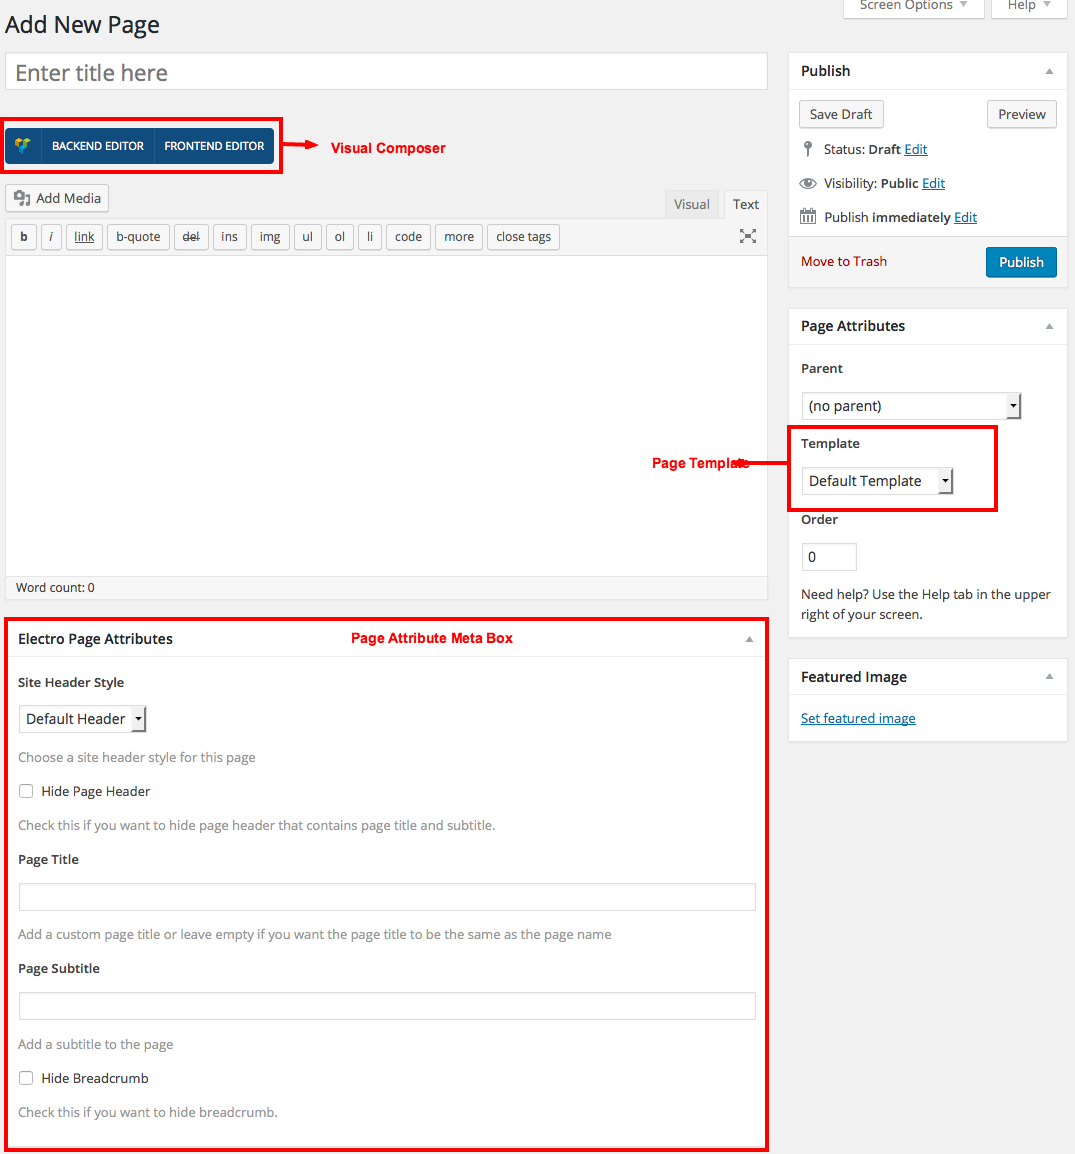 Screen Options Help
Add New Page
Enter title here
BACKEND EDITOR FRONTEND EDITOR
Visual Composer
Add Media
Visual Text
b i link b-quote del ins img ul ol li code more close tags
Word count: 0
Publish
Save Draft Preview
Status: Draft Edit
Visibility: Public Edit
Publish immediately Edit
Move to Trash Publish
Page Attributes
Parent
(no parent)
Page Template
Template
Default Template
Order
0
Need help? Use the Help tab in the upper
right of your screen.
Featured Image
Set featured image
Electro Page Attributes Page Attribute Meta Box
Site Header Style
Default Header
Choose a site header style for this page
Hide Page Header
Check this if you want to hide page header that contains page title and subtitle.
Page Title
Add a custom page title or leave empty if you want the page title to be the same as the page name
Page Subtitle
Add a subtitle to the page
Hide Breadcrumb
Check this if you want to hide breadcrumb.